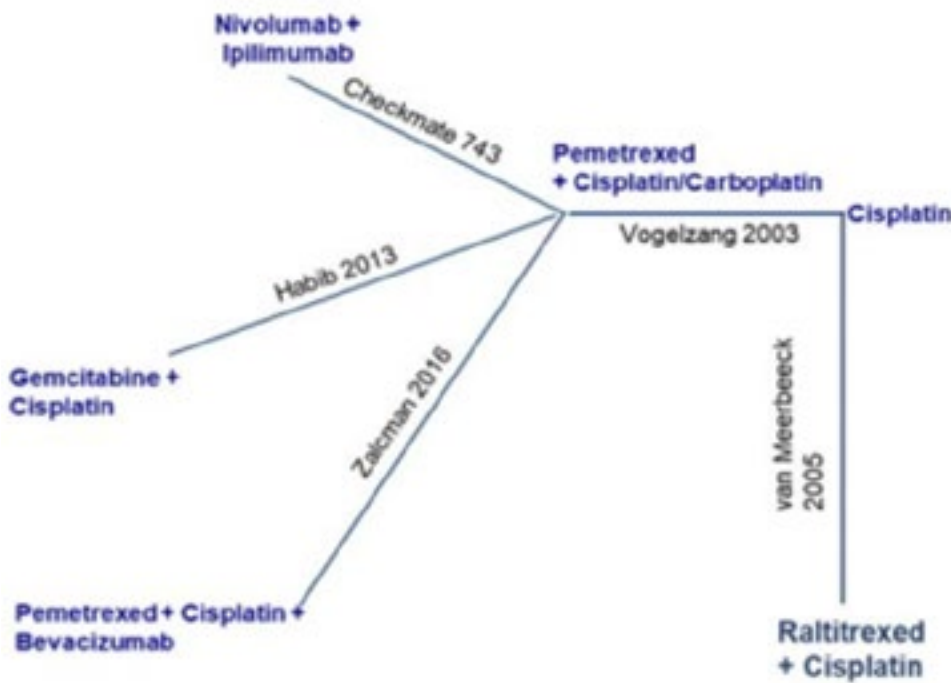 Nivolumab +
Ipilimumab
Checkmate 743
Pemetrexed
+ Cisplatin/Carboplatin
Cisplatin
Vogelzang 2003
Habib 2013
Gemcitabine +
Cisplatin
Zalcman 2016
van Meerbeeck
2005
Pemetrexed + Cisplatin +
Bevacizumab
Raltitrexed
+ Cisplatin